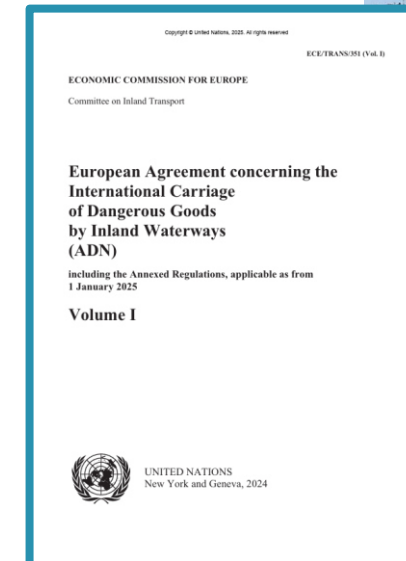 Copyright © United Nations, 2025. All rights reserved
ECE/TRANS/351 (Vol. I)
ECONOMIC COMMISSION FOR EUROPE
Committee on Inland Transport
European Agreement concerning the
International Carriage
of Dangerous Goods
by Inland Waterways
(ADN)
including the Annexed Regulations, applicable as from
1 January 2025
Volume I
UNITED NATIONS
New York and Geneva, 2024